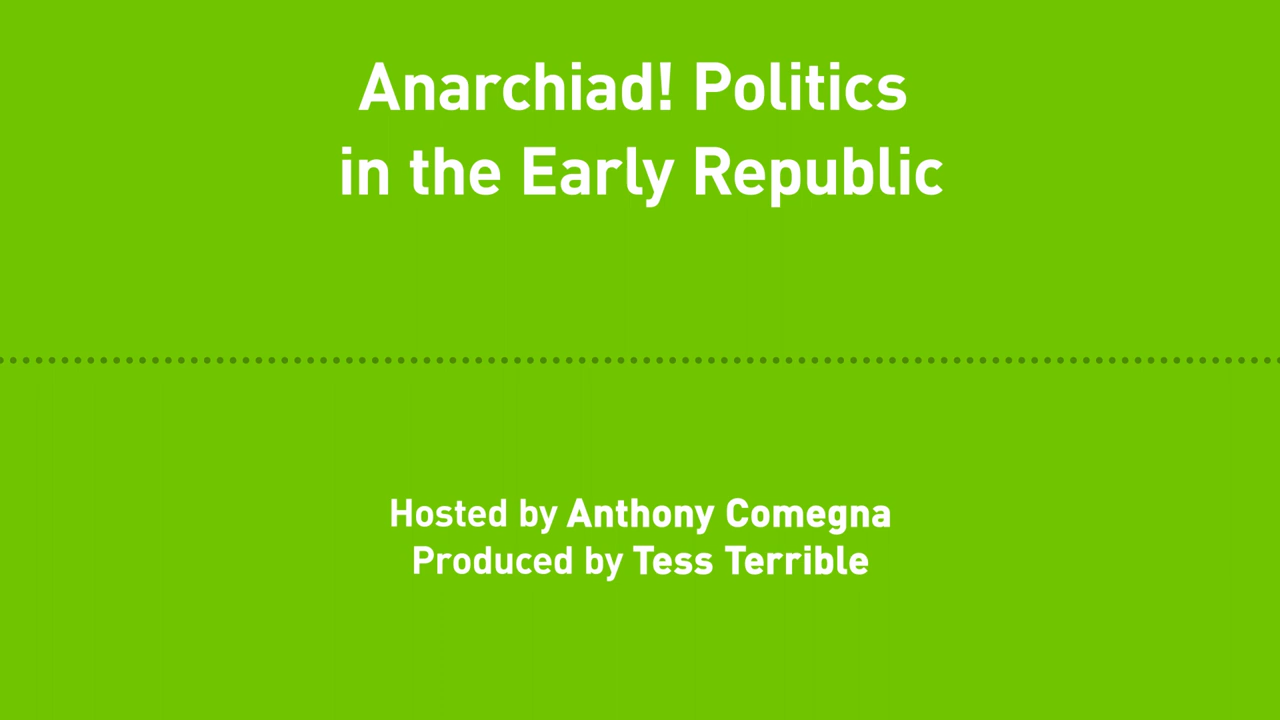 Anarchiad! Politics
in the Early Republic
Hosted by Anthony Comegna
Produced by Tess Terrible